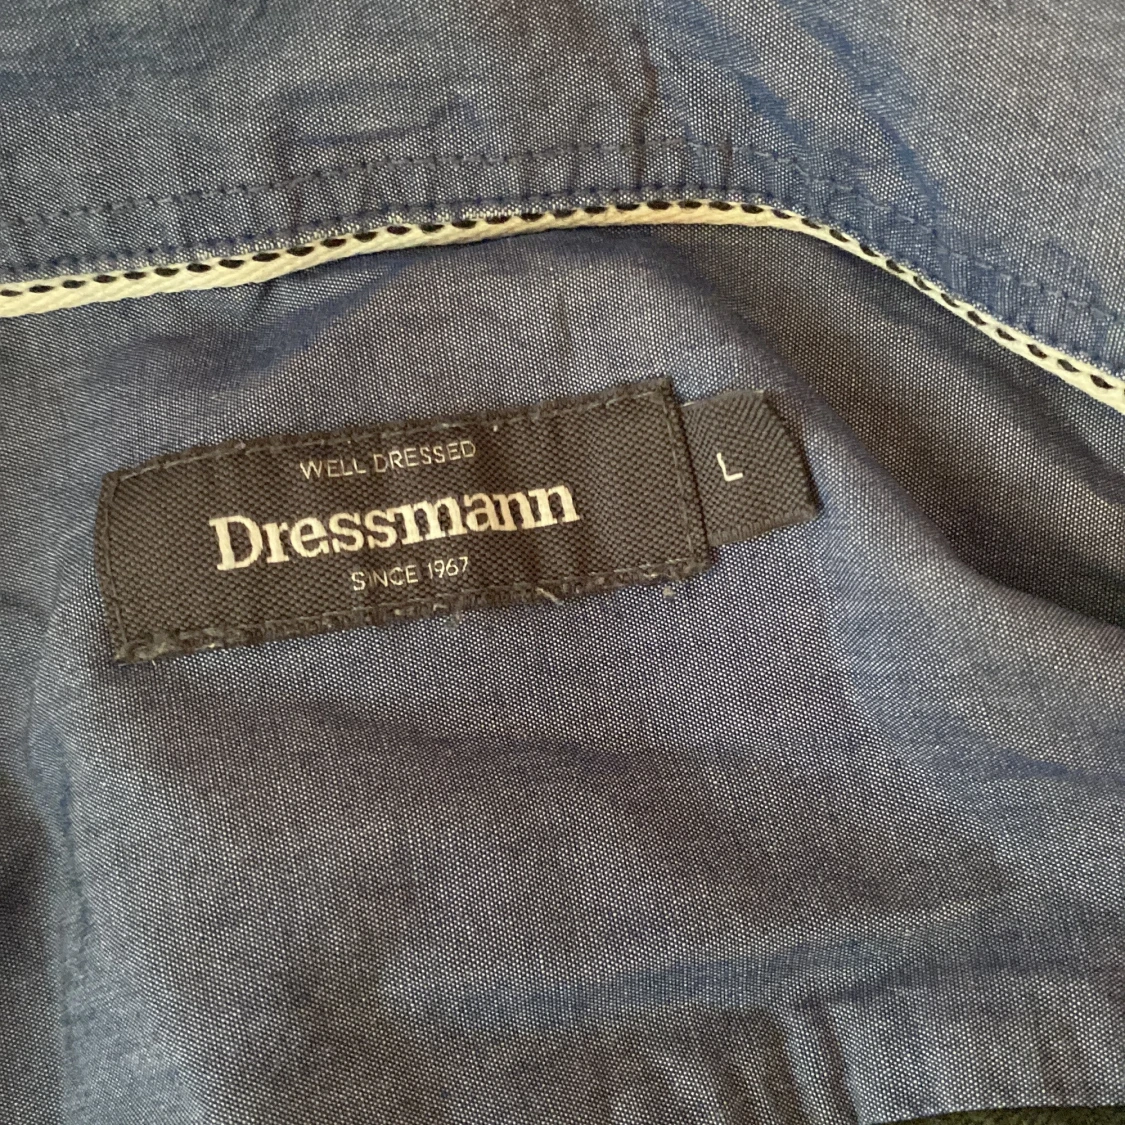 WELL DRESSED
Dressmann
SINCE 1967
L